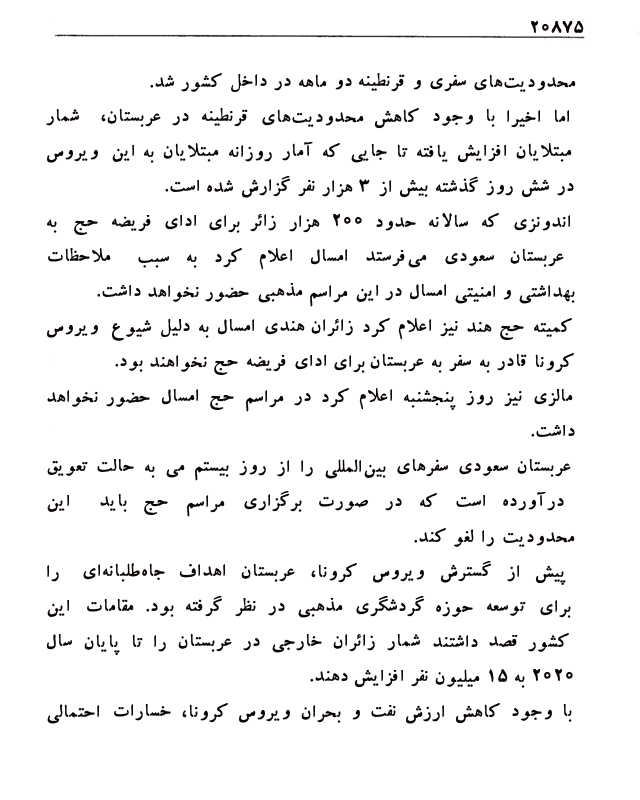 ۲۰۸۷۵
محدودیت‌های سفری و قرنطینه دو ماهه در داخل کشور شد.
اما اخیرا با وجود کاهش محدودیت‌های قرنطینه در عربستان، شمار
مبتلایان افزایش یافته تا جایی که آمار روزانه مبتلایان به این ویروس
در شش روز گذشته بیش از ۳ هزار نفر گزارش شده است.
اندونزی که سالانه حدود ۲۰۰ هزار زائر برای ادای فریضه حج به
عربستان سعودی می‌فرستد امسال اعلام کرد به سبب ملاحظات
بهداشتی و امنیتی امسال در این مراسم مذهبی حضور نخواهد داشت.
کمیته حج هند نیز اعلام کرد زائران هندی امسال به دلیل شیوع ویروس
کرونا قادر به سفر به عربستان برای ادای فریضه حج نخواهند بود.
مالزی نیز روز پنجشنبه اعلام کرد در مراسم حج امسال حضور نخواهد
داشت.
عربستان سعودی سفرهای بین‌المللی را از روز بیستم می به حالت تعویق
درآورده است که در صورت برگزاری مراسم حج باید این
محدودیت را لغو کند.
پیش از گسترش ویروس کرونا، عربستان اهداف جاه‌طلبانه‌ای را
برای توسعه حوزه گردشگری مذهبی در نظر گرفته بود. مقامات این
کشور قصد داشتند شمار زائران خارجی در عربستان را تا پایان سال
۲۰۲۰ به ۱۵ میلیون نفر افزایش دهند.
با وجود کاهش ارزش نفت و بحران ویروس کرونا، خسارات احتمالی